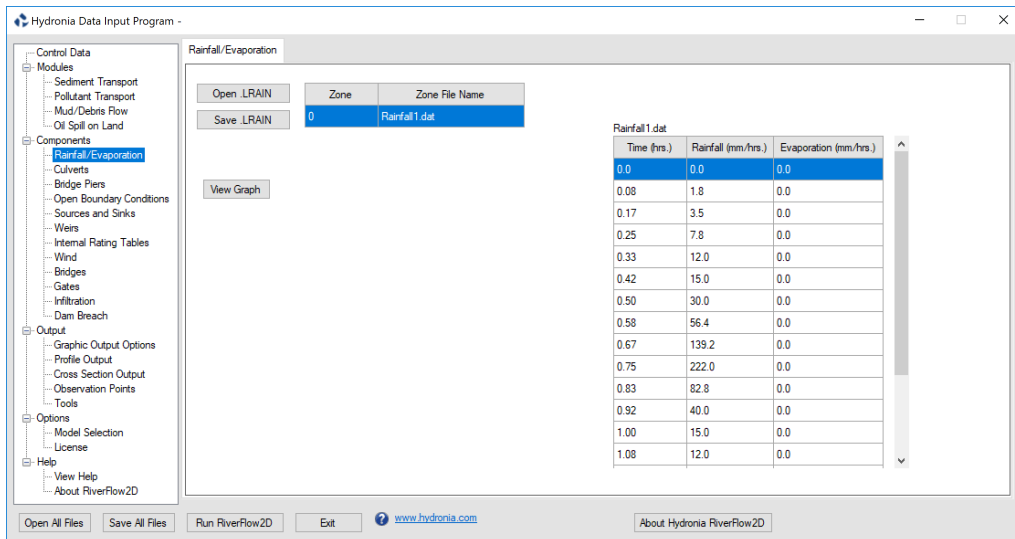 Hydronia Data Input Program -
Control Data
Modules
Sediment Transport
Pollutant Transport
Mud/Debris Flow
Oil Spill on Land
Components
Rainfall/Evaporation
Culverts
Bridge Piers
Open Boundary Conditions
Sources and Sinks
Weirs
Internal Rating Tables
Wind
Bridges
Gates
Infiltration
Dam Breach
Output
Graphic Output Options
Profile Output
Cross Section Output
Observation Points
Tools
Options
Model Selection
License
Help
View Help
About RiverFlow2D
Rainfall/Evaporation
Open .LRAIN
Save .LRAIN
View Graph
Zone Zone File Name
0 Rainfall1.dat
Rainfall1.dat
Time (hrs.) Rainfall (mm/hrs.) Evaporation (mm/hrs.)
0.0 0.0 0.0
0.08 1.8 0.0
0.17 3.5 0.0
0.25 7.8 0.0
0.33 12.0 0.0
0.42 15.0 0.0
0.50 30.0 0.0
0.58 56.4 0.0
0.67 139.2 0.0
0.75 222.0 0.0
0.83 82.8 0.0
0.92 40.0 0.0
1.00 15.0 0.0
1.08 12.0 0.0
Open All Files Save All Files Run RiverFlow2D Exit ? www.hydronia.com About Hydronia RiverFlow2D